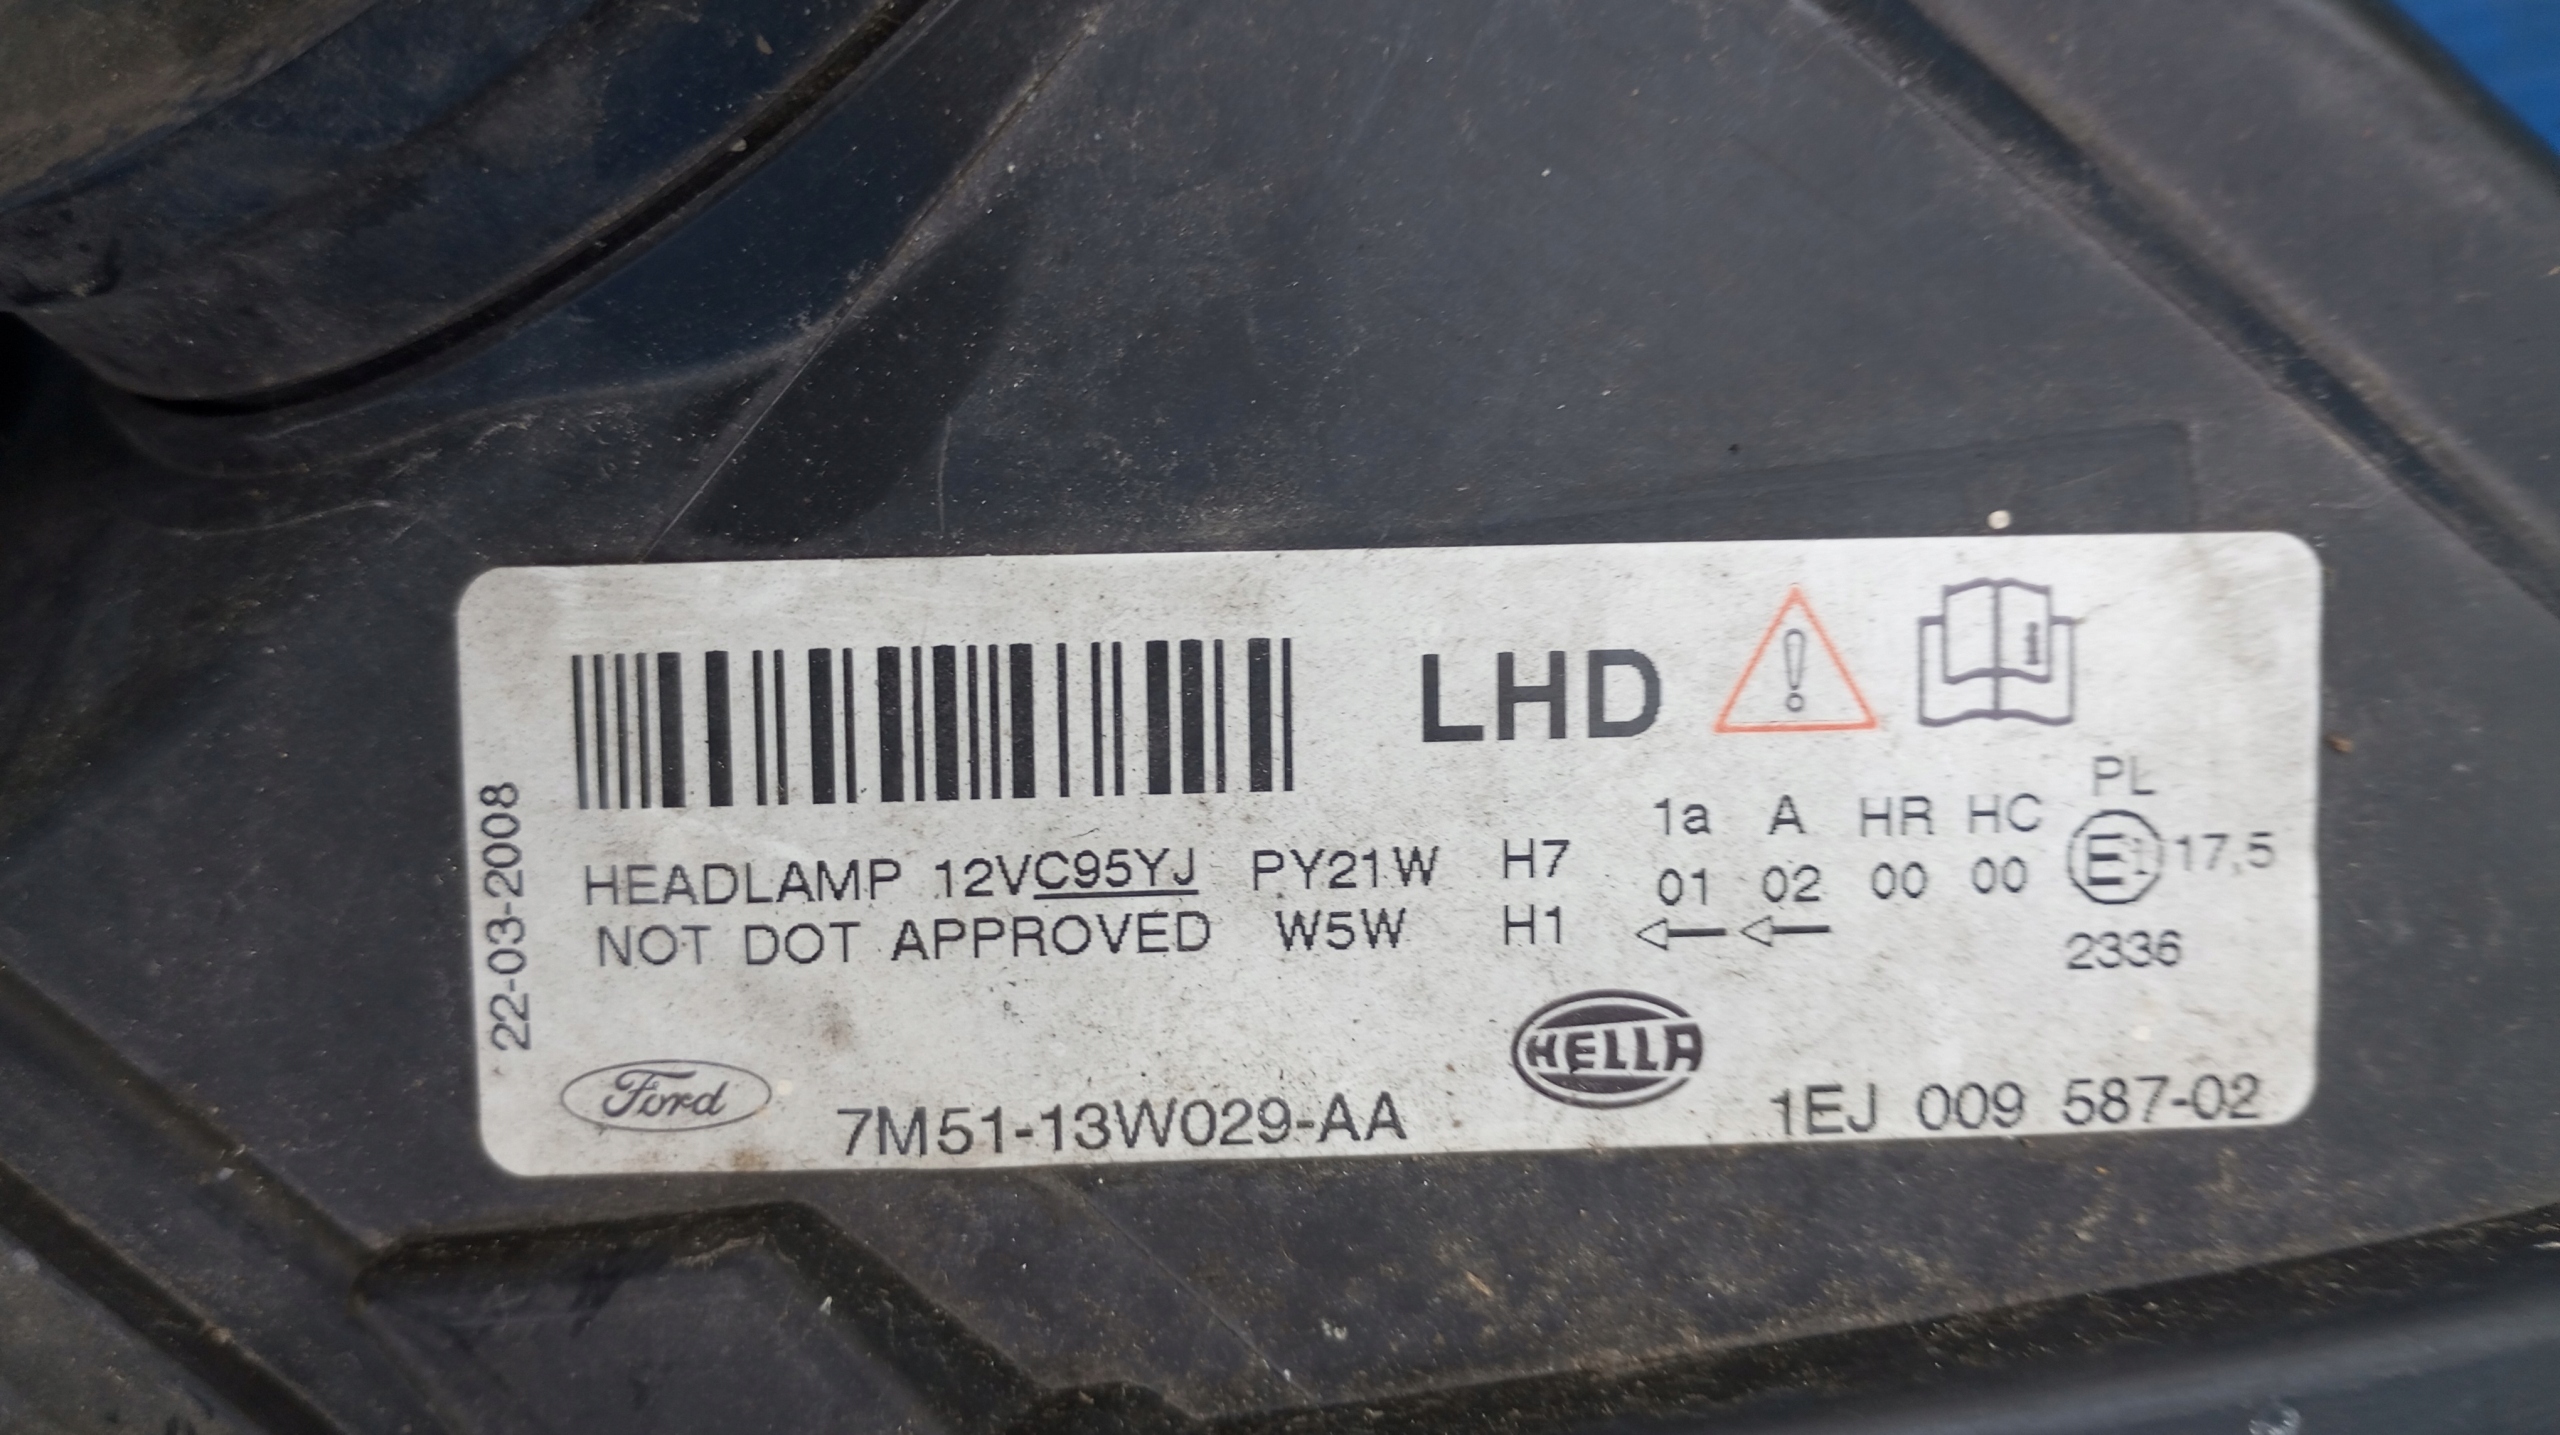 LHD
22-03-2008
HEADLAMP 12VC95YJ PY21W H7
NOT DOT APPROVED W5W H1
1a A HR HC PL
01 02 00 00 E1 17,5
2336
HELLA
Ford 7M51-13W029-AA 1EJ 009 587-02